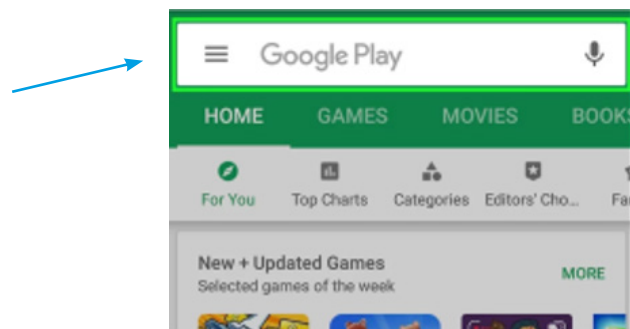 Google Play
HOME GAMES MOVIES BOOKS
For You Top Charts Categories Editors' Cho...
New + Updated Games
MORE
Selected games of the week